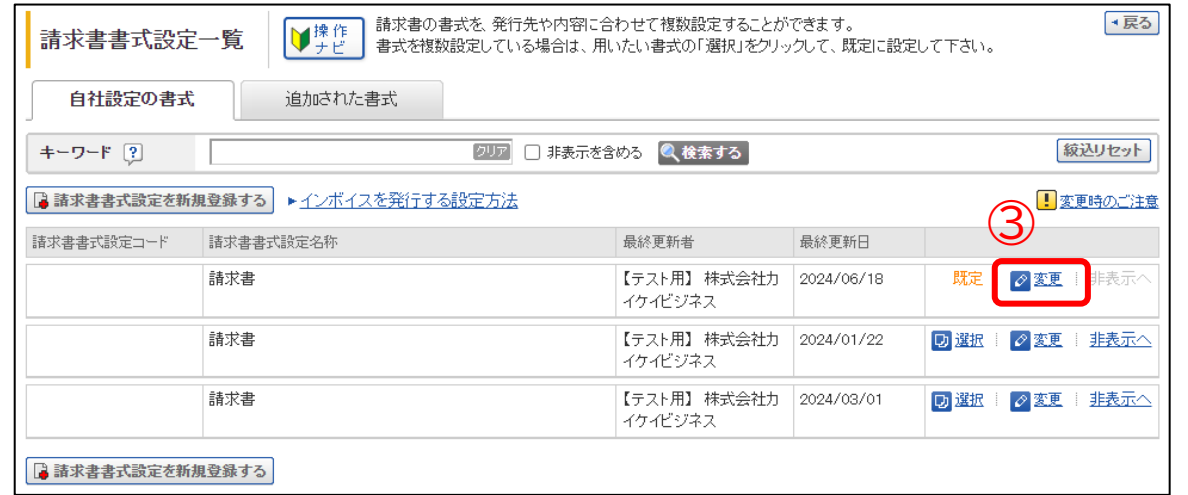 請求書書式設定一覧
操作
ナビ
請求書の書式を、発行先や内容に合わせて複数設定することができます。
書式を複数設定している場合は、用いたい書式の「選択」をクリックして、既定に設定して下さい。
戻る
自社設定の書式
追加された書式
キーワード ?
クリア
非表示を含める
検索する
絞込リセット
請求書書式設定を新規登録する
インボイスを発行する設定方法
変更時のご注意
③
請求書書式設定コード 請求書書式設定名称 最終更新者 最終更新日
請求書 【テスト用】 株式会社カ 2024/06/18 既定 変更 非表示へ
イケイビジネス
請求書 【テスト用】 株式会社カ 2024/01/22 選択 変更 非表示へ
イケイビジネス
請求書 【テスト用】 株式会社カ 2024/03/01 選択 変更 非表示へ
イケイビジネス
請求書書式設定を新規登録する